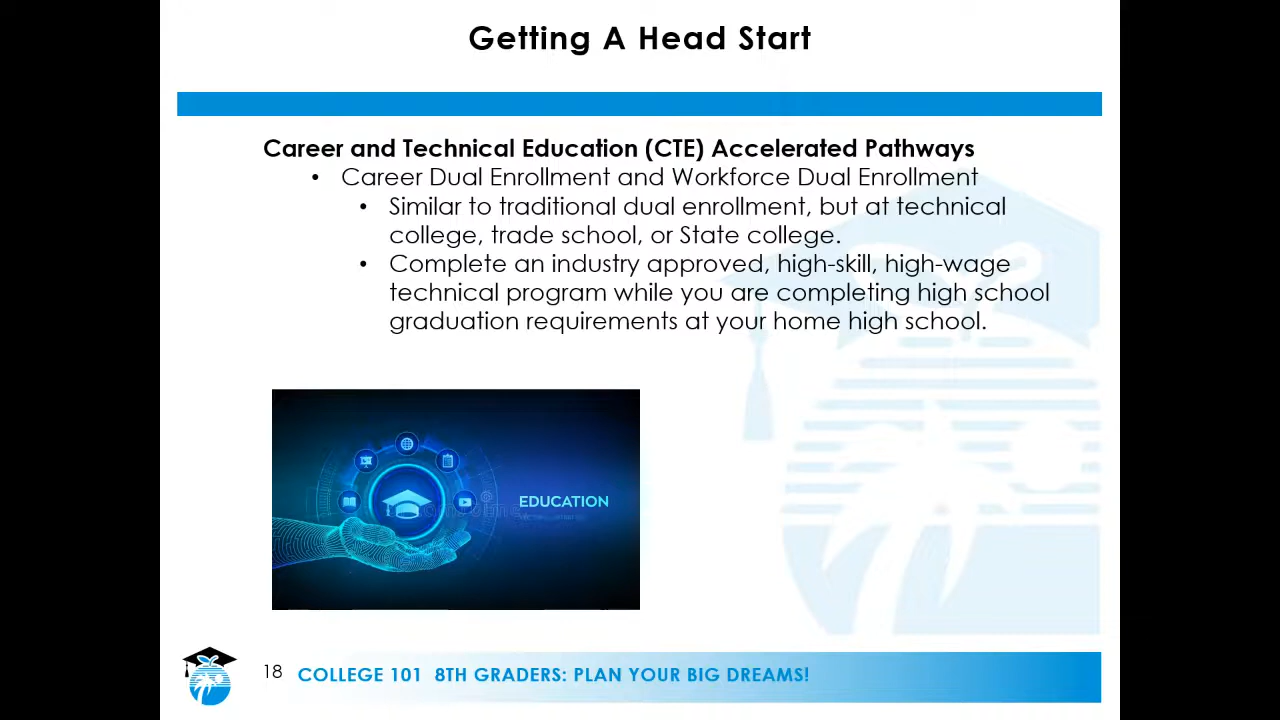 Getting A Head Start
Career and Technical Education (CTE) Accelerated Pathways
• Career Dual Enrollment and Workforce Dual Enrollment
• Similar to traditional dual enrollment, but at technical
college, trade school, or State college.
• Complete an industry approved, high-skill, high-wage
technical program while you are completing high school
graduation requirements at your home high school.
EDUCATION
18 COLLEGE 101 8TH GRADERS: PLAN YOUR BIG DREAMS!